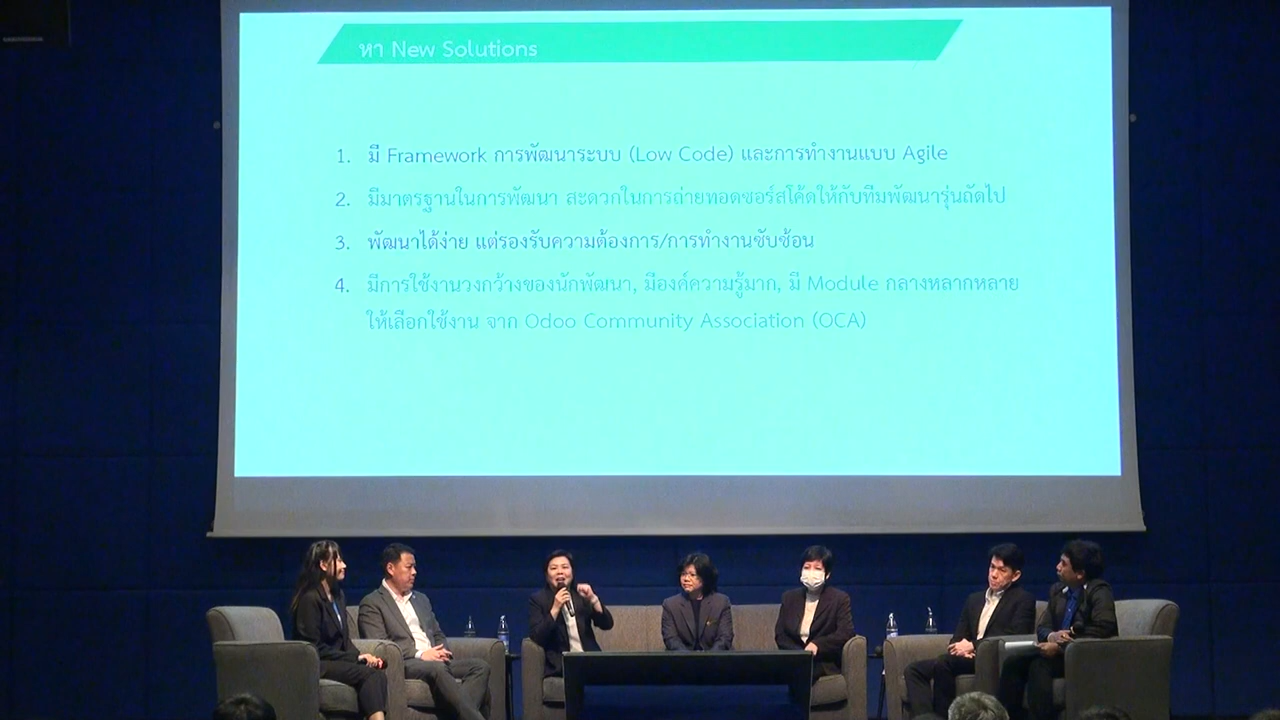 หา New Solutions
1. มี Framework การพัฒนาระบบ (Low Code) และการทำงานแบบ Agile
2. มีมาตรฐานในการพัฒนา สะดวกในการถ่ายทอดซอร์สโค้ดให้กับทีมพัฒนารุ่นถัดไป
3. พัฒนาได้ง่าย แต่รองรับความต้องการ/การทำงานซับซ้อน
4. มีการใช้งานวงกว้างของนักพัฒนา, มีองค์ความรู้มาก, มี Module กลางหลากหลาย
ให้เลือกใช้งาน จาก Odoo Community Association (OCA)